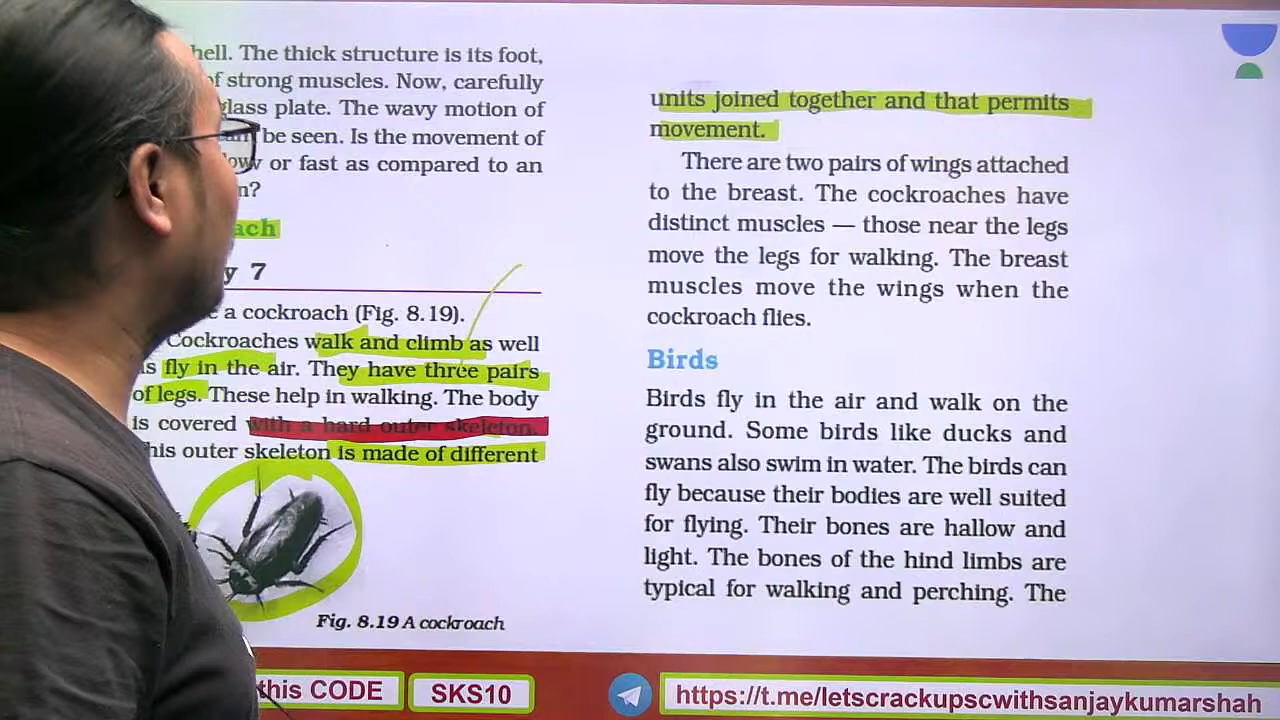 hell. The thick structure is its foot,
of strong muscles. Now, carefully
glass plate. The wavy motion of
be seen. Is the movement of
or fast as compared to an
n?
ach
y 7
a cockroach (Fig. 8.19).
Cockroaches walk and climb as well
is fly in the air. They have three pairs
of legs. These help in walking. The body
is covered with a hard outer skeleton.
his outer skeleton is made of different
Fig. 8.19 A cockroach
units joined together and that permits
movement.
There are two pairs of wings attached
to the breast. The cockroaches have
distinct muscles — those near the legs
move the legs for walking. The breast
muscles move the wings when the
cockroach flies.
Birds
Birds fly in the air and walk on the
ground. Some birds like ducks and
swans also swim in water. The birds can
fly because their bodies are well suited
for flying. Their bones are hallow and
light. The bones of the hind limbs are
typical for walking and perching. The
this CODE
SKS10
https://t.me/letscrackupscwithsanjaykumarshah